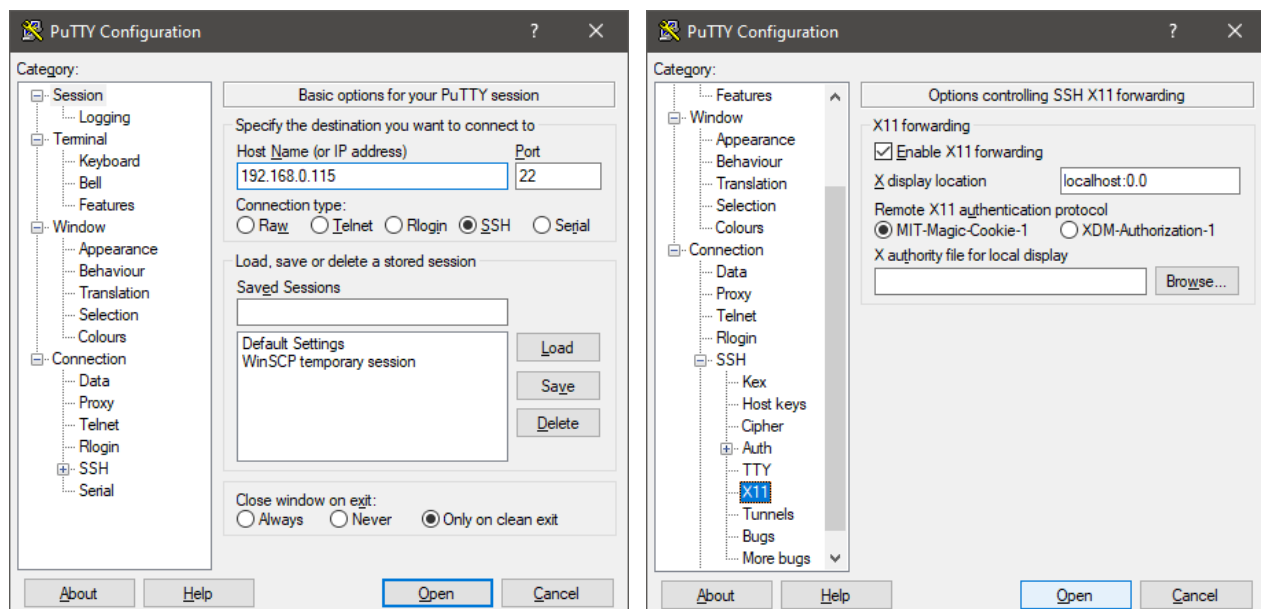 PuTTY Configuration
?
Category:
Session
Logging
Terminal
Keyboard
Bell
Features
Window
Appearance
Behaviour
Translation
Selection
Colours
Connection
Data
Proxy
Telnet
Rlogin
SSH
Serial
Basic options for your PuTTY session
Specify the destination you want to connect to
Host Name (or IP address) Port
192.168.0.115 22
Connection type:
Raw Telnet Rlogin SSH Serial
Load, save or delete a stored session
Saved Sessions
Default Settings
WinSCP temporary session
Load
Save
Delete
Close window on exit:
Always Never Only on clean exit
About Help Open Cancel
PuTTY Configuration
?
Category:
Features
Window
Appearance
Behaviour
Translation
Selection
Colours
Connection
Data
Proxy
Telnet
Rlogin
SSH
Kex
Host keys
Cipher
Auth
TTY
X11
Tunnels
Bugs
More bugs
Options controlling SSH X11 forwarding
X11 forwarding
Enable X11 forwarding
X display location localhost:0.0
Remote X11 authentication protocol
MIT-Magic-Cookie-1 XDM-Authorization-1
X authority file for local display
Browse...
About Help Open Cancel